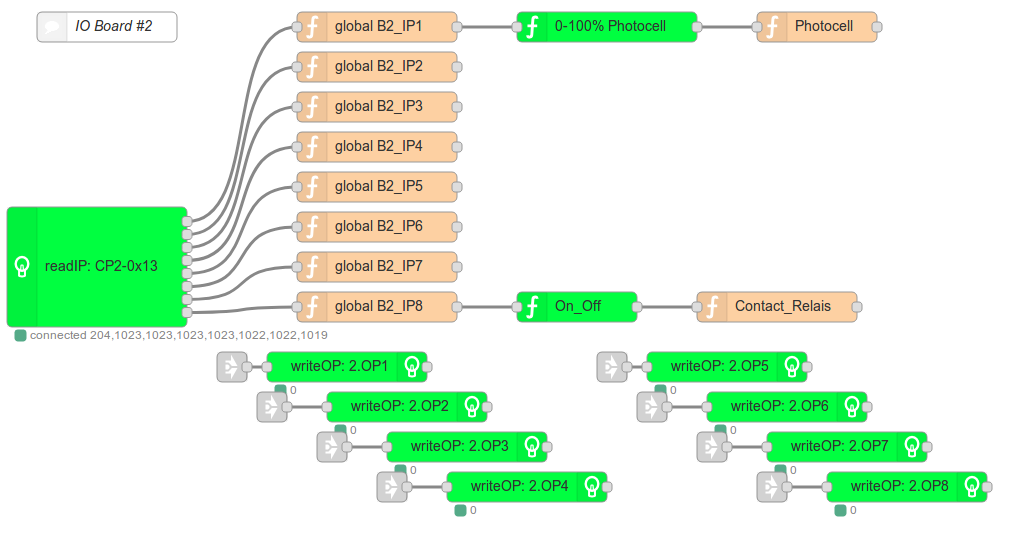 IO Board #2
global B2_IP1
0-100% Photocell
Photocell
global B2_IP2
global B2_IP3
global B2_IP4
global B2_IP5
global B2_IP6
readIP: CP2-0x13
global B2_IP7
global B2_IP8
On_Off
Contact_Relais
connected 204,1023,1023,1023,1023,1022,1022,1019
writeOP: 2.OP1
0
writeOP: 2.OP2
0
writeOP: 2.OP3
0
writeOP: 2.OP4
0
writeOP: 2.OP5
0
writeOP: 2.OP6
0
writeOP: 2.OP7
0
writeOP: 2.OP8
0